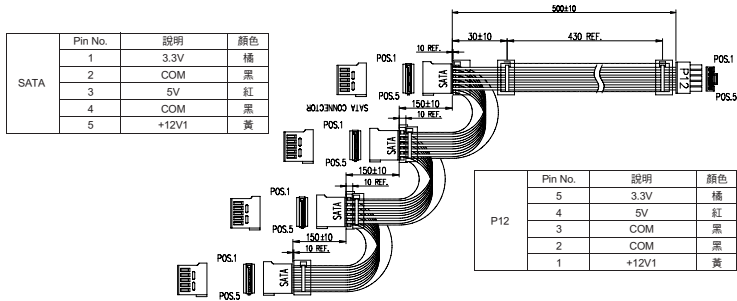 500±10
30±10
430 REF.
10 REF.
POS.1
POS.5
SATA
P12
POS.1
POS.5
SATA CONNECTOR
150±10
10 REF.
POS.1
POS.5
SATA
150±10
10 REF.
POS.1
POS.5
SATA
150±10
10 REF.
POS.1
POS.5
SATA
SATA
Pin No. 說明 顏色
1 3.3V 橘
2 COM 黑
3 5V 紅
4 COM 黑
5 +12V1 黃
P12
Pin No. 說明 顏色
5 3.3V 橘
4 5V 紅
3 COM 黑
2 COM 黑
1 +12V1 黃